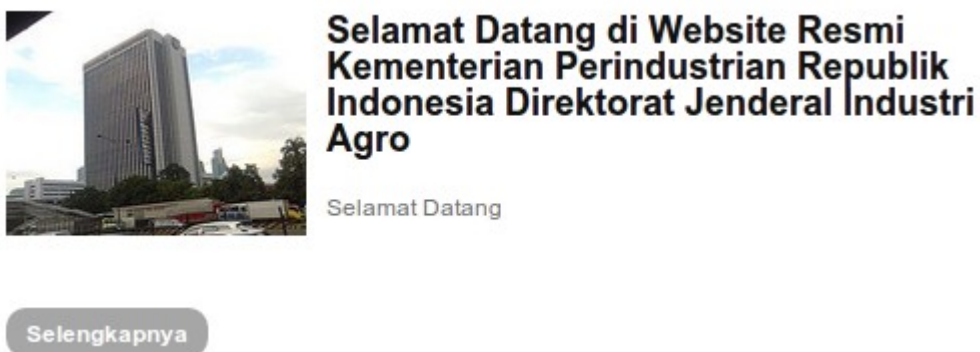 Selamat Datang di Website Resmi
Kementerian Perindustrian Republik
Indonesia Direktorat Jenderal Industri
Agro
Selamat Datang
Selengkapnya